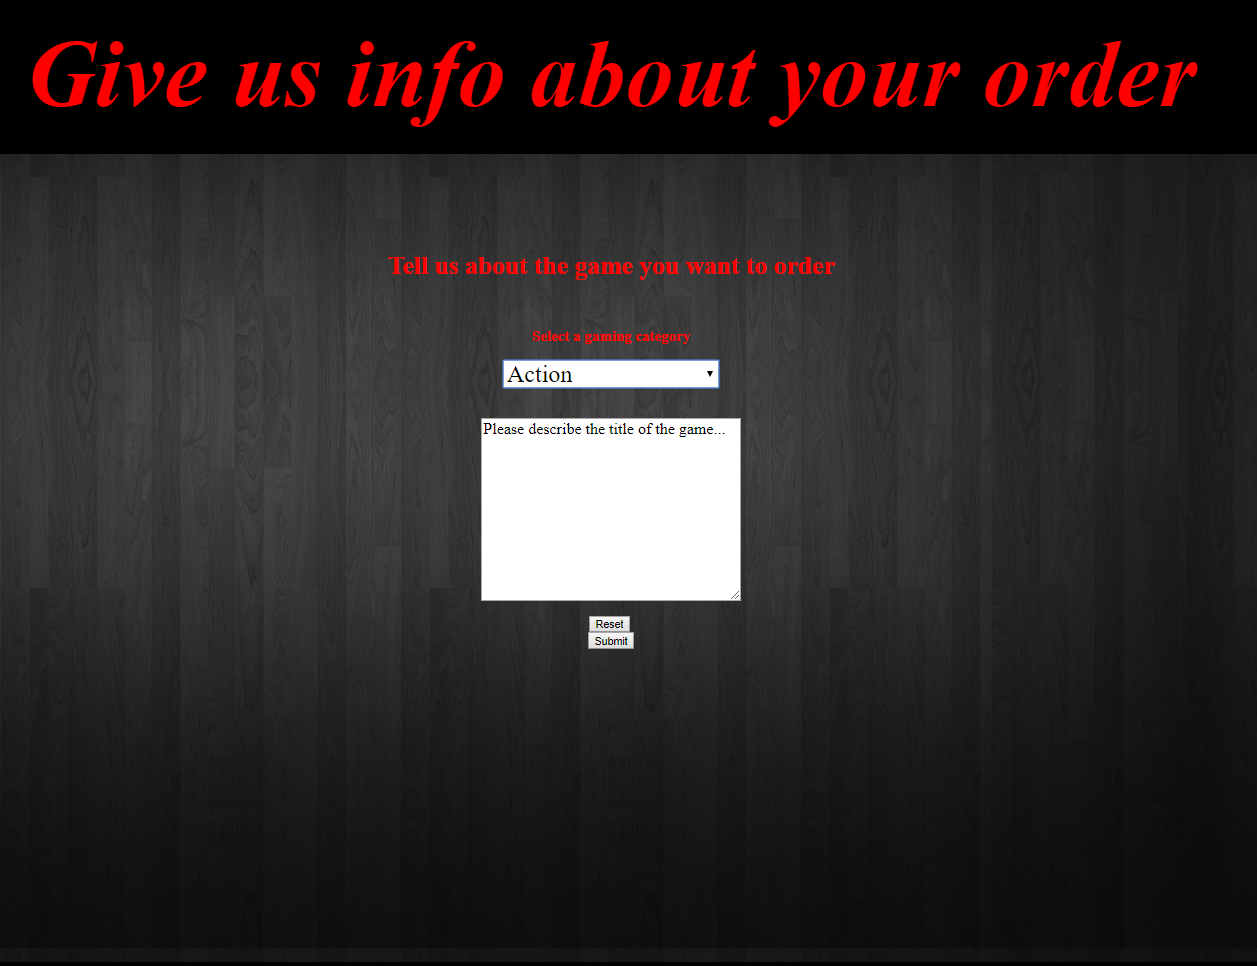 Give us info about your order
Tell us about the game you want to order
Select a gaming category
Action
Please describe the title of the game...
Reset
Submit